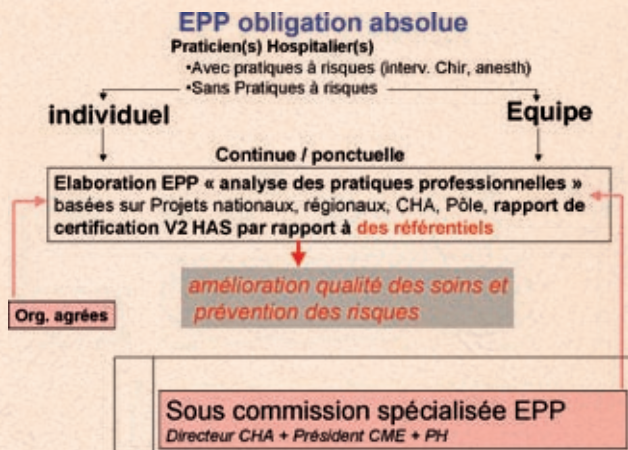 EPP obligation absolue
Praticien(s) Hospitalier(s)
•Avec pratiques à risques (interv. Chir, anesth)
•Sans Pratiques à risques
individuel
Equipe
Continue / ponctuelle
Elaboration EPP « analyse des pratiques professionnelles »
basées sur Projets nationaux, régionaux, CHA, Pôle, rapport de
certification V2 HAS par rapport à des référentiels
amélioration qualité des soins et
prévention des risques
Org. agrées
Sous commission spécialisée EPP
Directeur CHA + Président CME + PH